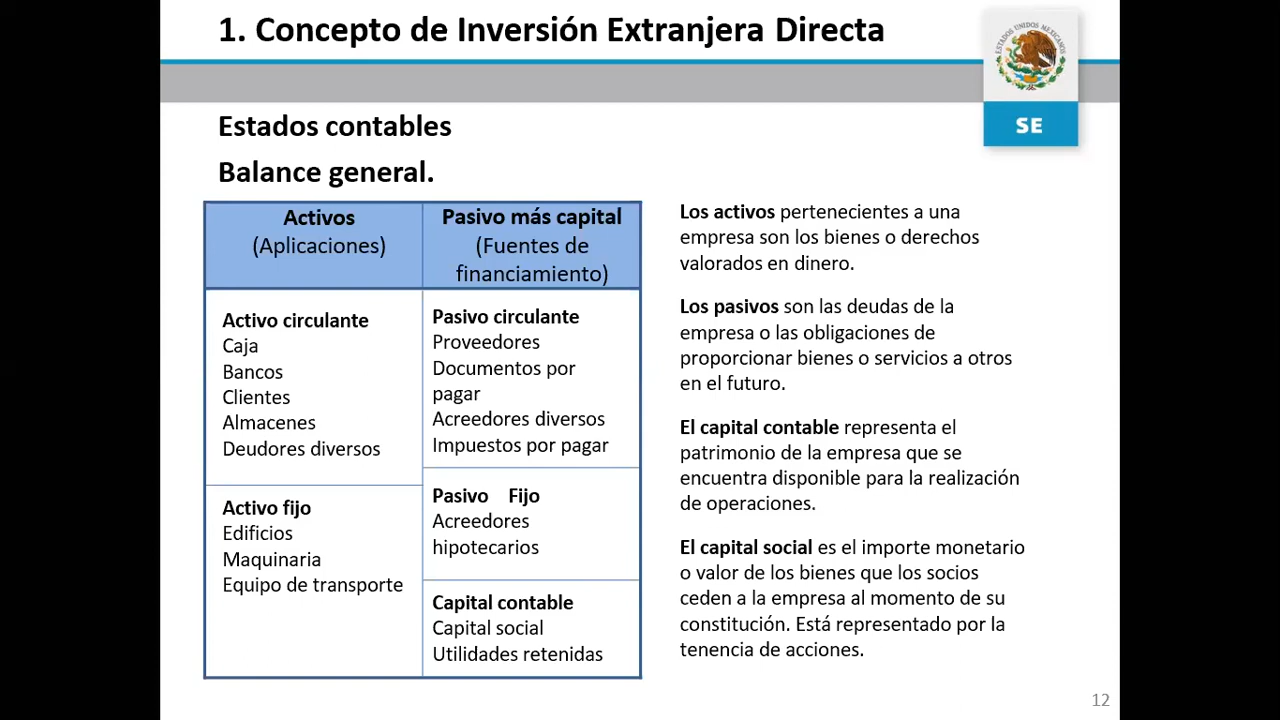 1. Concepto de Inversión Extranjera Directa
ESTADOS UNIDOS MEXICANOS
SE
Estados contables
Balance general.
Activos
(Aplicaciones)
Pasivo más capital
(Fuentes de
financiamiento)
Activo circulante
Caja
Bancos
Clientes
Almacenes
Deudores diversos
Activo fijo
Edificios
Maquinaria
Equipo de transporte
Pasivo circulante
Proveedores
Documentos por
pagar
Acreedores diversos
Impuestos por pagar
Pasivo Fijo
Acreedores
hipotecarios
Capital contable
Capital social
Utilidades retenidas
Los activos pertenecientes a una
empresa son los bienes o derechos
valorados en dinero.
Los pasivos son las deudas de la
empresa o las obligaciones de
proporcionar bienes o servicios a otros
en el futuro.
El capital contable representa el
patrimonio de la empresa que se
encuentra disponible para la realización
de operaciones.
El capital social es el importe monetario
o valor de los bienes que los socios
ceden a la empresa al momento de su
constitución. Está representado por la
tenencia de acciones.
12